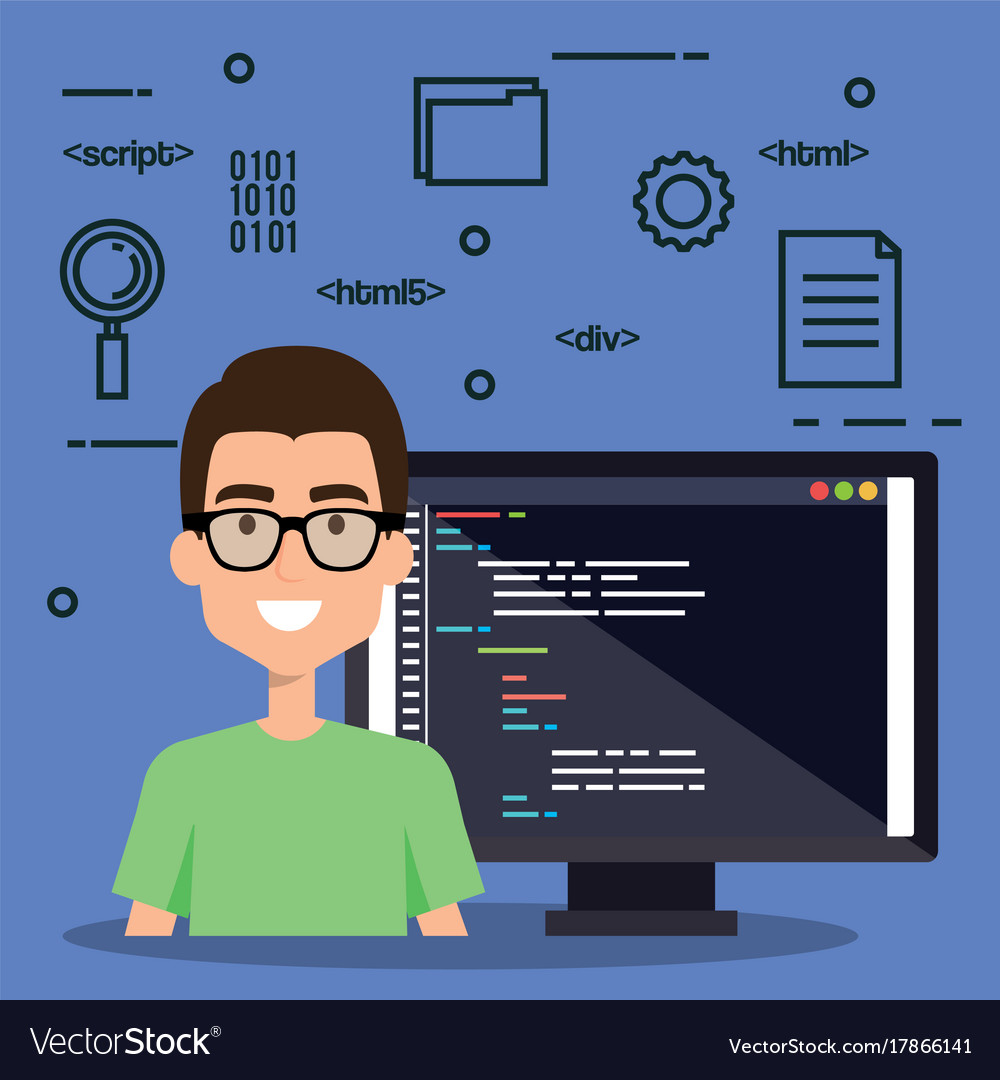 <script>
<html>
0101
1010
0101
<html5>
<div>
VectorStock®
VectorStock.com/17866141